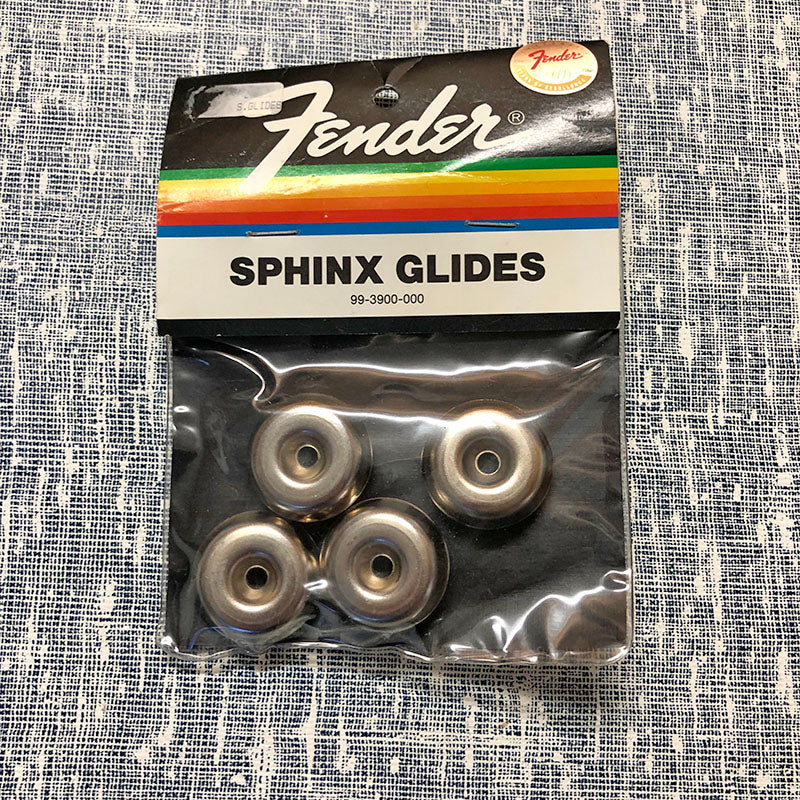 Fender
S.GLIDES
Fender®
SPHINX GLIDES
99-3900-000